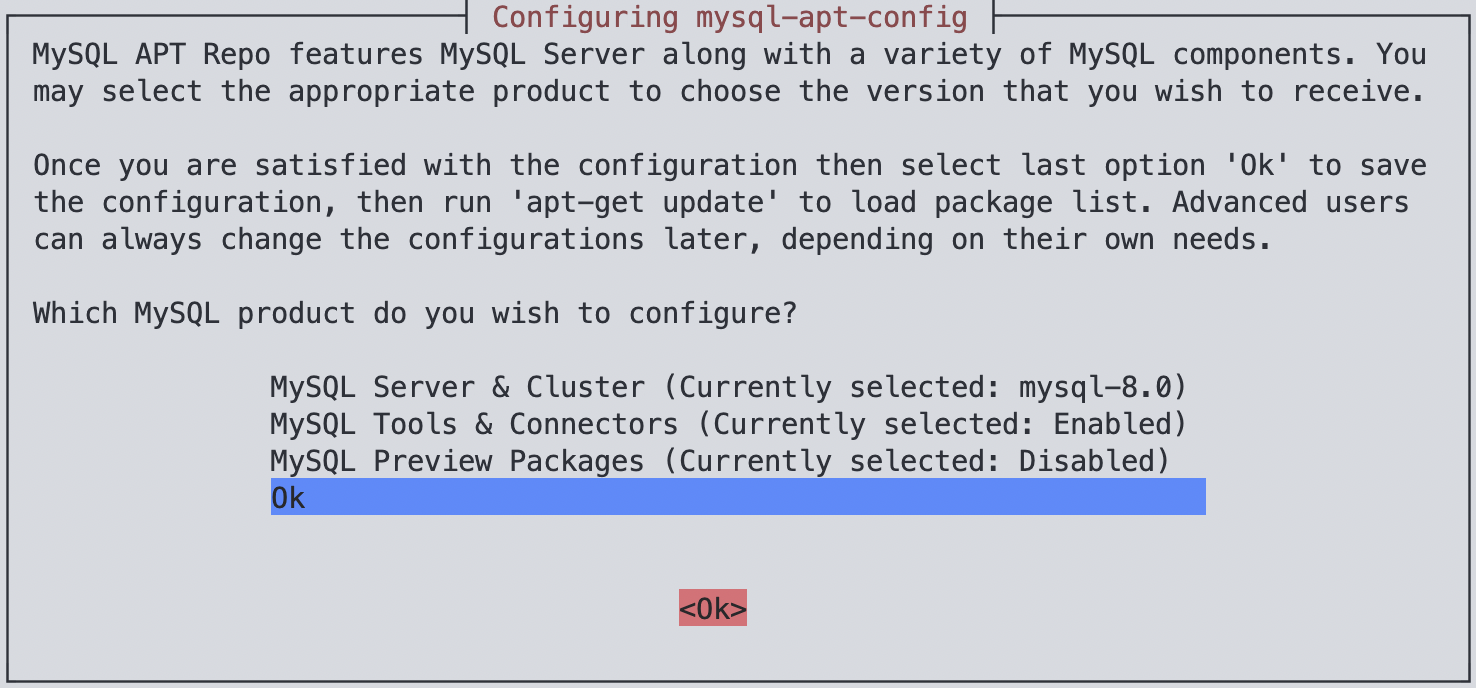 Configuring mysql-apt-config
MySQL APT Repo features MySQL Server along with a variety of MySQL components. You
may select the appropriate product to choose the version that you wish to receive.
Once you are satisfied with the configuration then select last option 'Ok' to save
the configuration, then run 'apt-get update' to load package list. Advanced users
can always change the configurations later, depending on their own needs.
Which MySQL product do you wish to configure?
MySQL Server & Cluster (Currently selected: mysql-8.0)
MySQL Tools & Connectors (Currently selected: Enabled)
MySQL Preview Packages (Currently selected: Disabled)
Ok
<Ok>